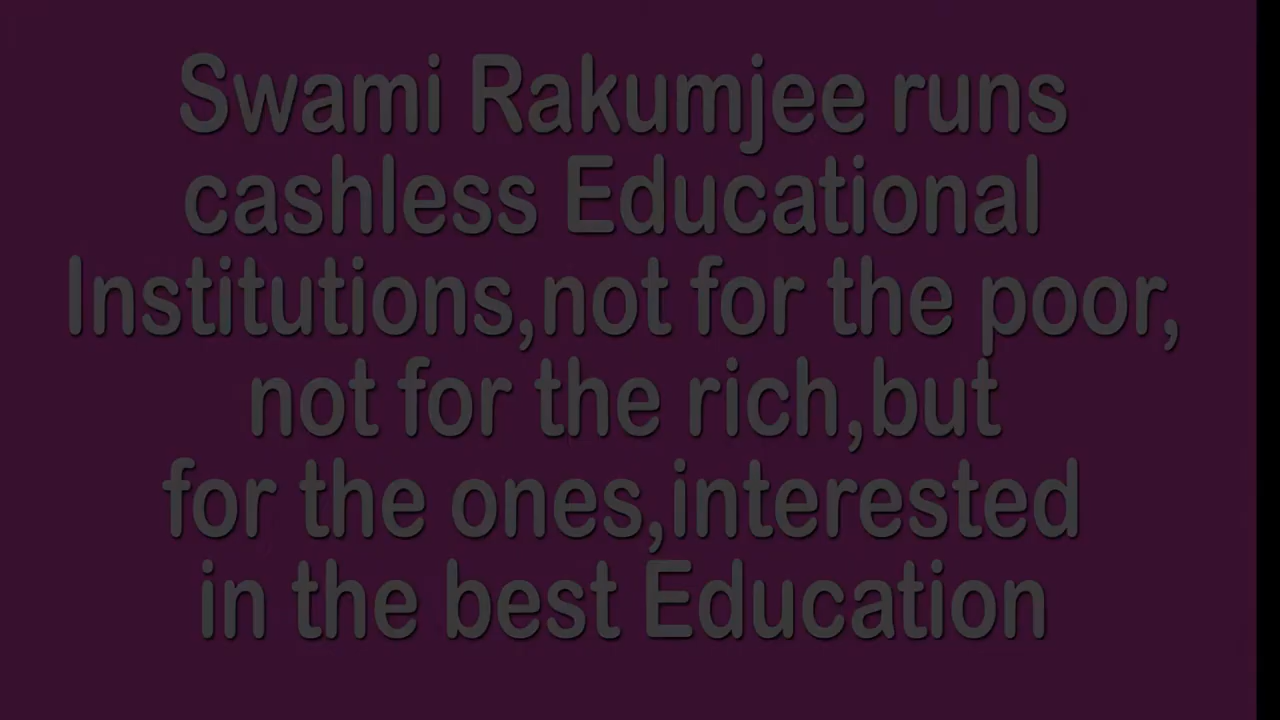 Swami Rakumjee runs
cashless Educational
Institutions,not for the poor,
not for the rich,but
for the ones,interested
in the best Education